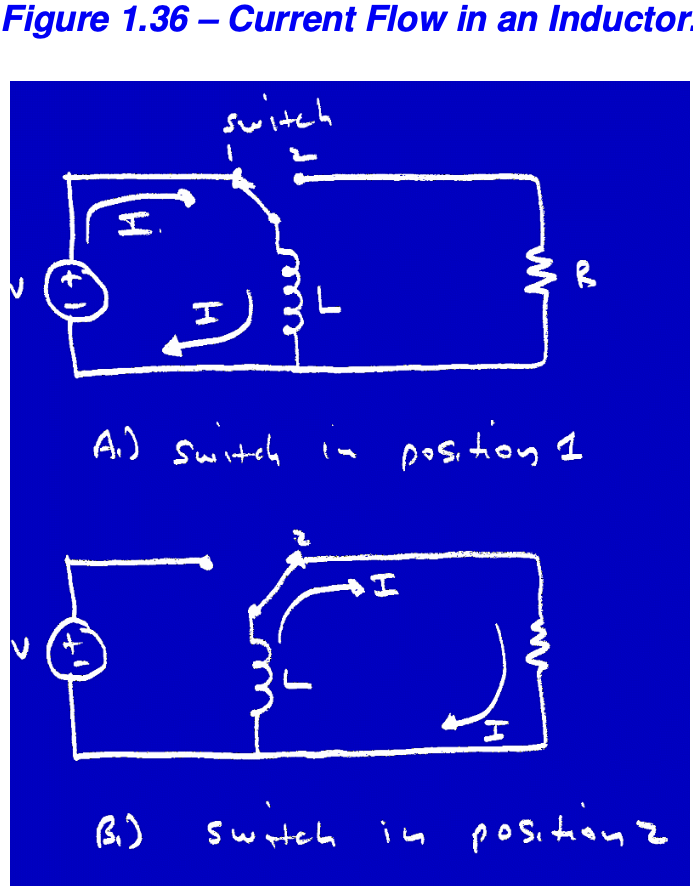 Figure 1.36 – Current Flow in an Inductor.
switch
1 2
I.
V + - I L R
A.) switch in position 1
2
I
V + - L
I
B.) switch in position 2